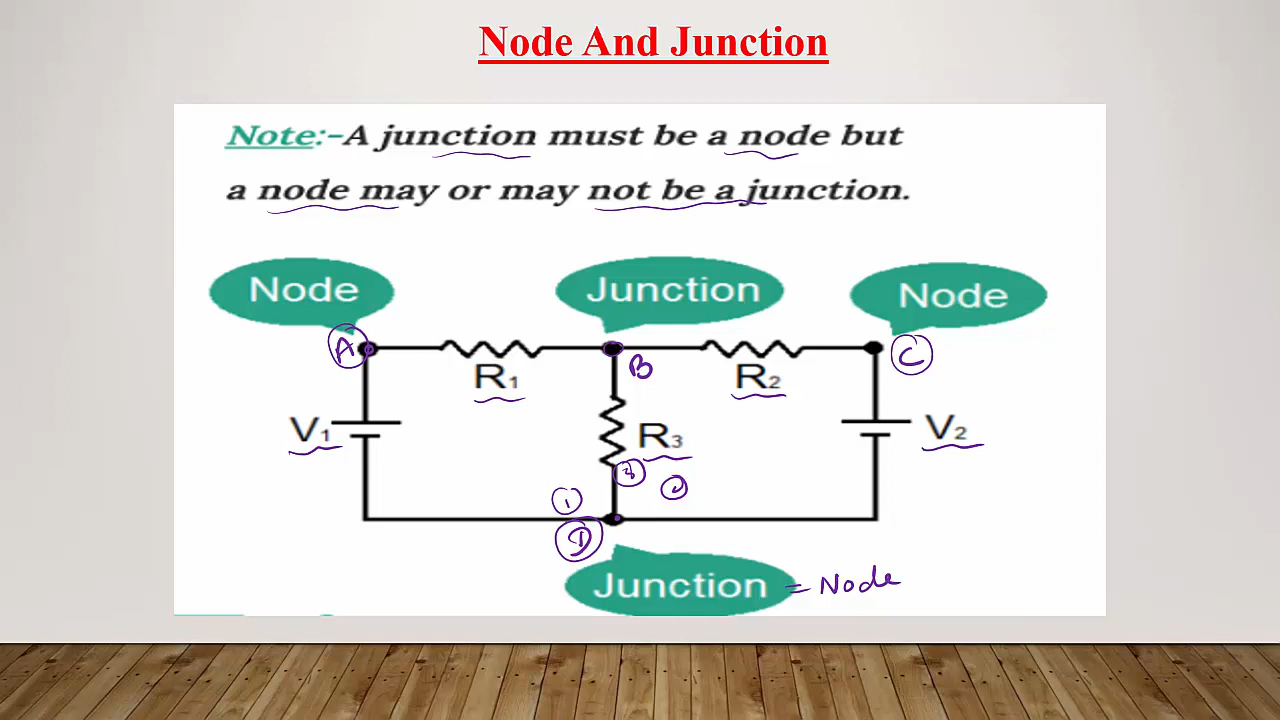 Node And Junction
Note:-A junction must be a node but
a node may or may not be a junction.
Node
Junction
Node
A
B
C
R1
R2
V1
R3
V2
1
D
Junction = Node